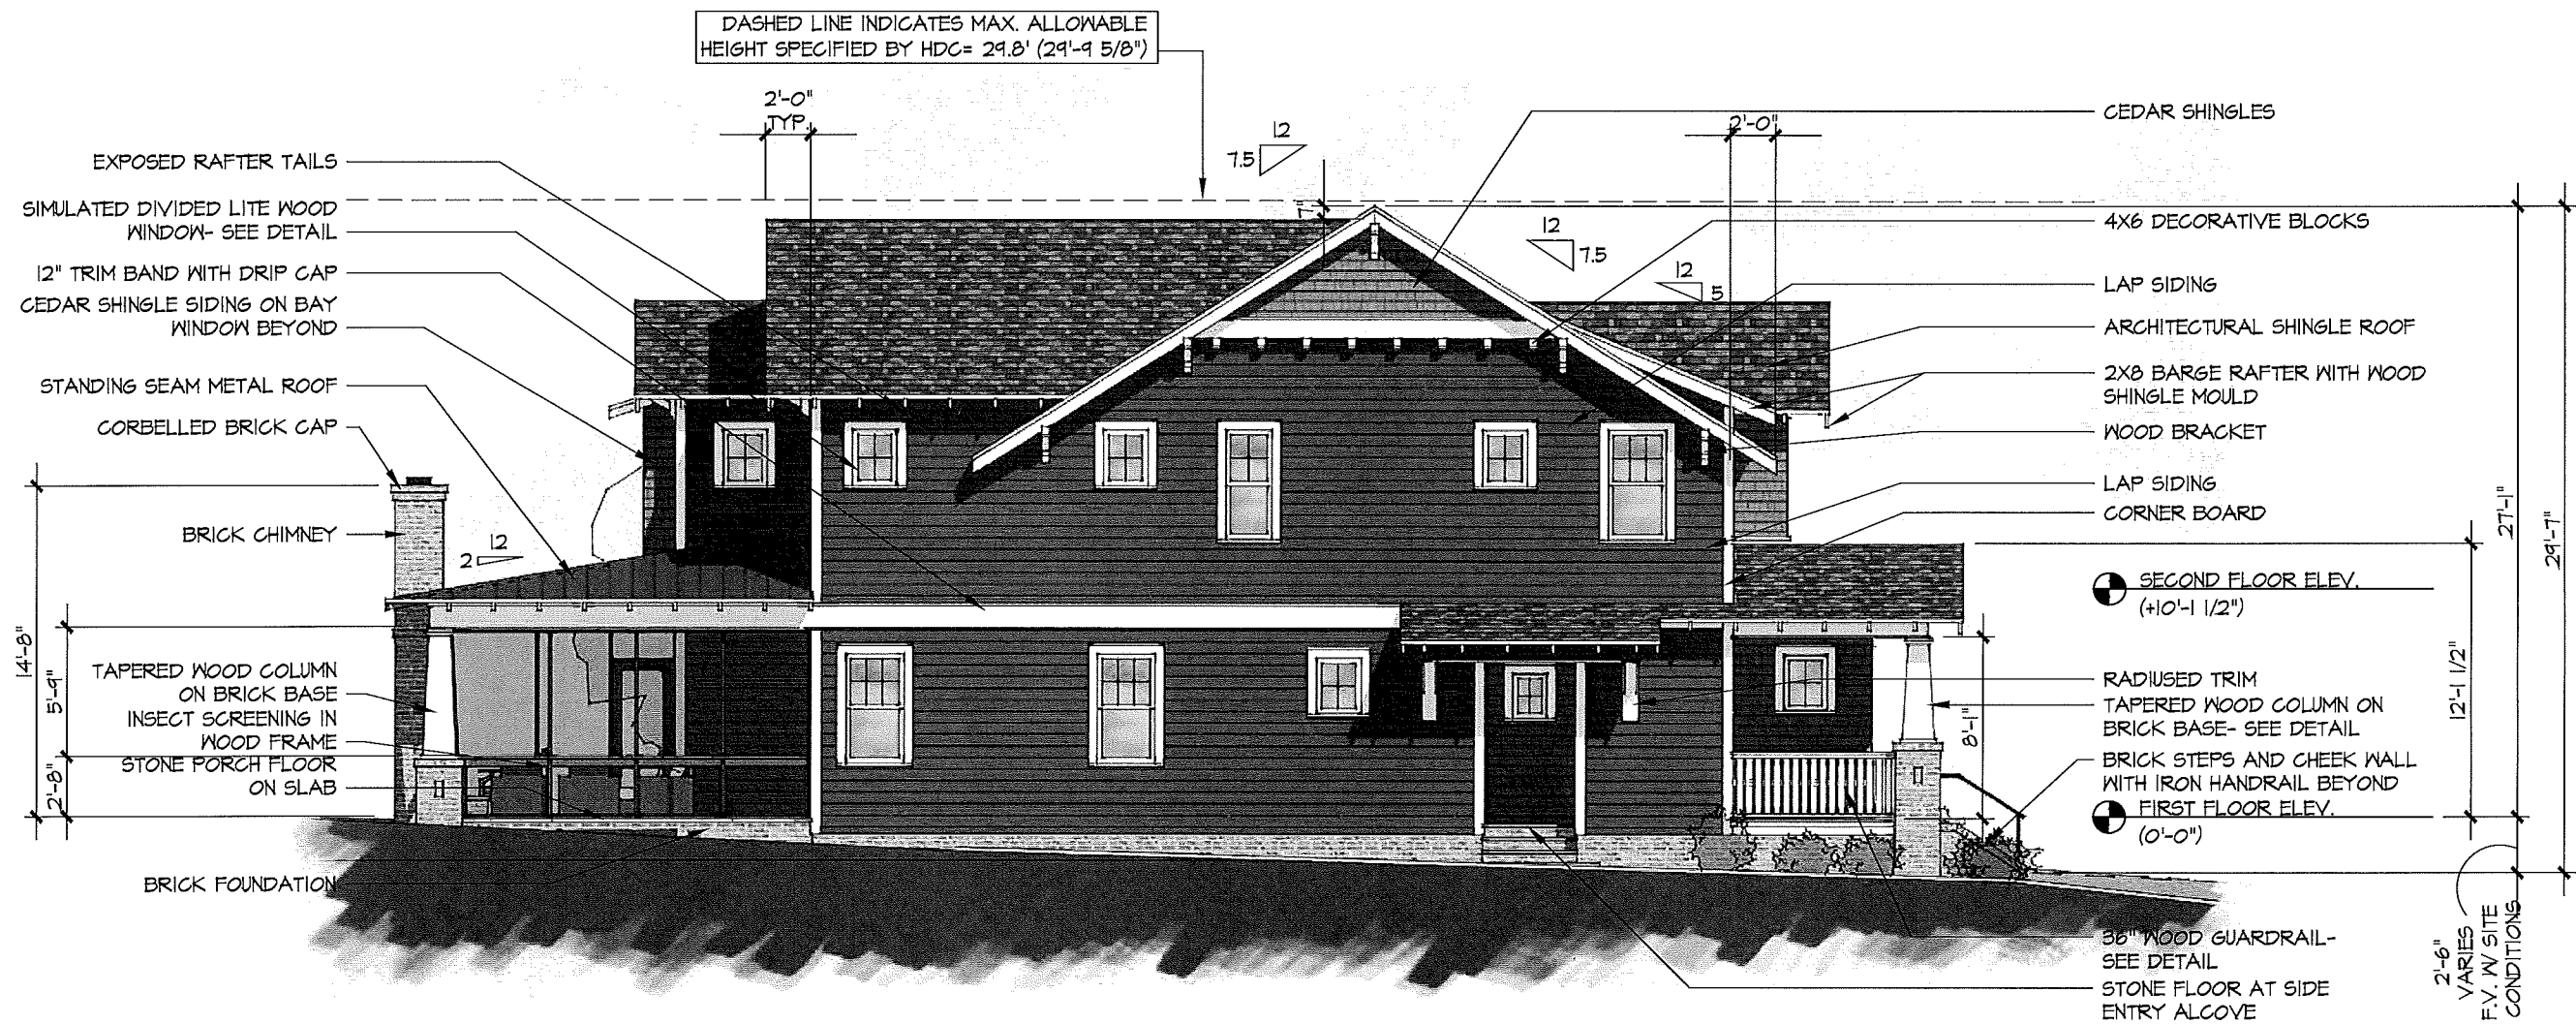 DASHED LINE INDICATES MAX. ALLOWABLE
HEIGHT SPECIFIED BY HDC= 29.8' (29'-9 5/8")
2'-0"
TYP.
12
7.5
7"
12
7.5
12
5
2'-0"
EXPOSED RAFTER TAILS
SIMULATED DIVIDED LITE WOOD
WINDOW- SEE DETAIL
12" TRIM BAND WITH DRIP CAP
CEDAR SHINGLE SIDING ON BAY
WINDOW BEYOND
STANDING SEAM METAL ROOF
CORBELLED BRICK CAP
BRICK CHIMNEY
2
12
14'-8"
5'-9"
2'-8"
TAPERED WOOD COLUMN
ON BRICK BASE
INSECT SCREENING IN
WOOD FRAME
STONE PORCH FLOOR
ON SLAB
BRICK FOUNDATION
CEDAR SHINGLES
4X6 DECORATIVE BLOCKS
LAP SIDING
ARCHITECTURAL SHINGLE ROOF
2X8 BARGE RAFTER WITH WOOD
SHINGLE MOULD
WOOD BRACKET
LAP SIDING
CORNER BOARD
SECOND FLOOR ELEV.
(+10'-1 1/2")
RADIUSED TRIM
TAPERED WOOD COLUMN ON
BRICK BASE- SEE DETAIL
BRICK STEPS AND CHEEK WALL
WITH IRON HANDRAIL BEYOND
FIRST FLOOR ELEV.
(0'-0")
36" WOOD GUARDRAIL-
SEE DETAIL
STONE FLOOR AT SIDE
ENTRY ALCOVE
8'-1"
12'-1 1/2"
27'-1"
29'-7"
2'-6"
VARIES
F.V. W/ SITE
CONDITIONS